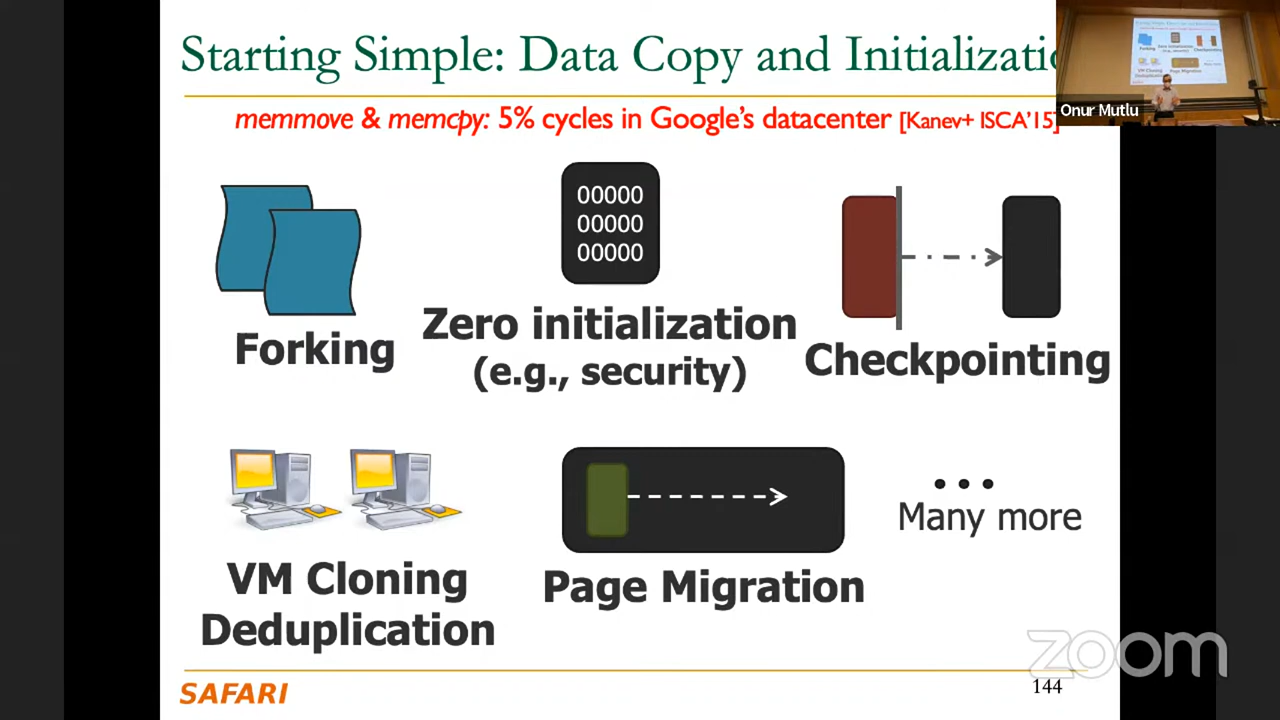 Starting Simple: Data Copy and Initializatio
memmove & memcpy: 5% cycles in Google's datacenter [Kanev+ ISCA'15]
Onur Mutlu
00000
00000
00000
Forking
Zero initialization
(e.g., security)
Checkpointing
VM Cloning
Deduplication
Page Migration
• • •
Many more
zoom
SAFARI
144